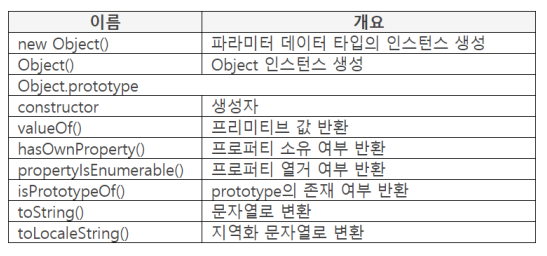 이름 개요
new Object() 파라미터 데이터 타입의 인스턴스 생성
Object() Object 인스턴스 생성
Object.prototype
constructor 생성자
valueOf() 프리미티브 값 반환
hasOwnProperty() 프로퍼티 소유 여부 반환
propertyIsEnumerable() 프로퍼티 열거 여부 반환
isPrototypeOf() prototype의 존재 여부 반환
toString() 문자열로 변환
toLocaleString() 지역화 문자열로 변환